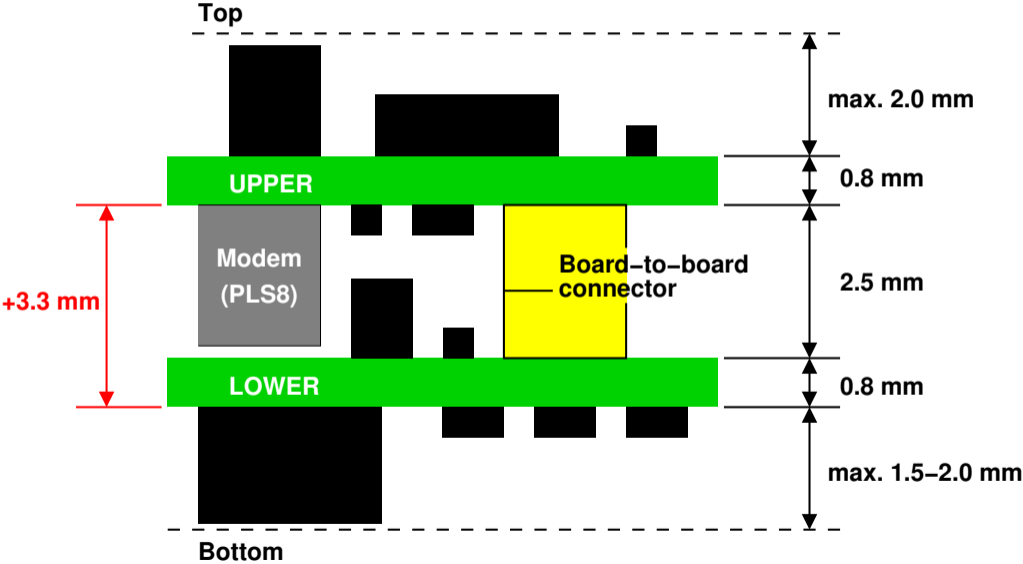 Top
max. 2.0 mm
UPPER
0.8 mm
Modem
(PLS8)
Board−to−board
connector
2.5 mm
+3.3 mm
LOWER
0.8 mm
max. 1.5−2.0 mm
Bottom